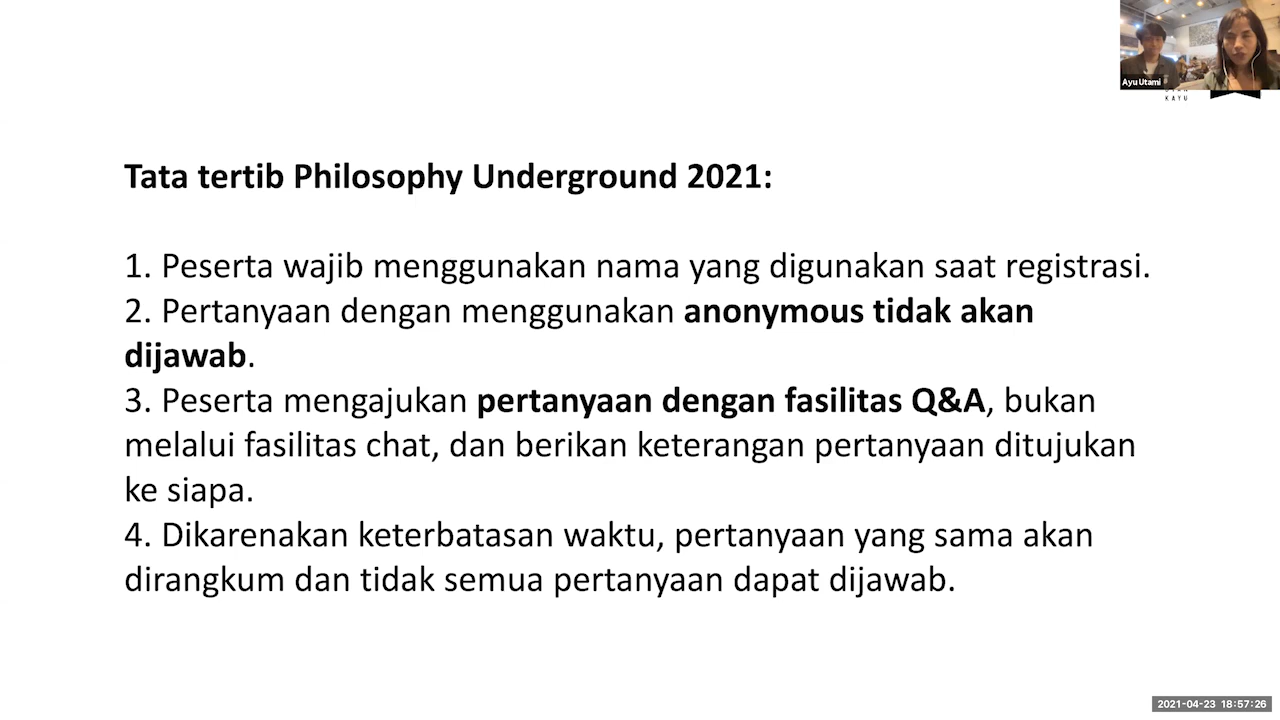 Ayu Utami
KAYU
Tata tertib Philosophy Underground 2021:
1. Peserta wajib menggunakan nama yang digunakan saat registrasi.
2. Pertanyaan dengan menggunakan anonymous tidak akan
dijawab.
3. Peserta mengajukan pertanyaan dengan fasilitas Q&A, bukan
melalui fasilitas chat, dan berikan keterangan pertanyaan ditujukan
ke siapa.
4. Dikarenakan keterbatasan waktu, pertanyaan yang sama akan
dirangkum dan tidak semua pertanyaan dapat dijawab.
2021-04-23 18:57:26